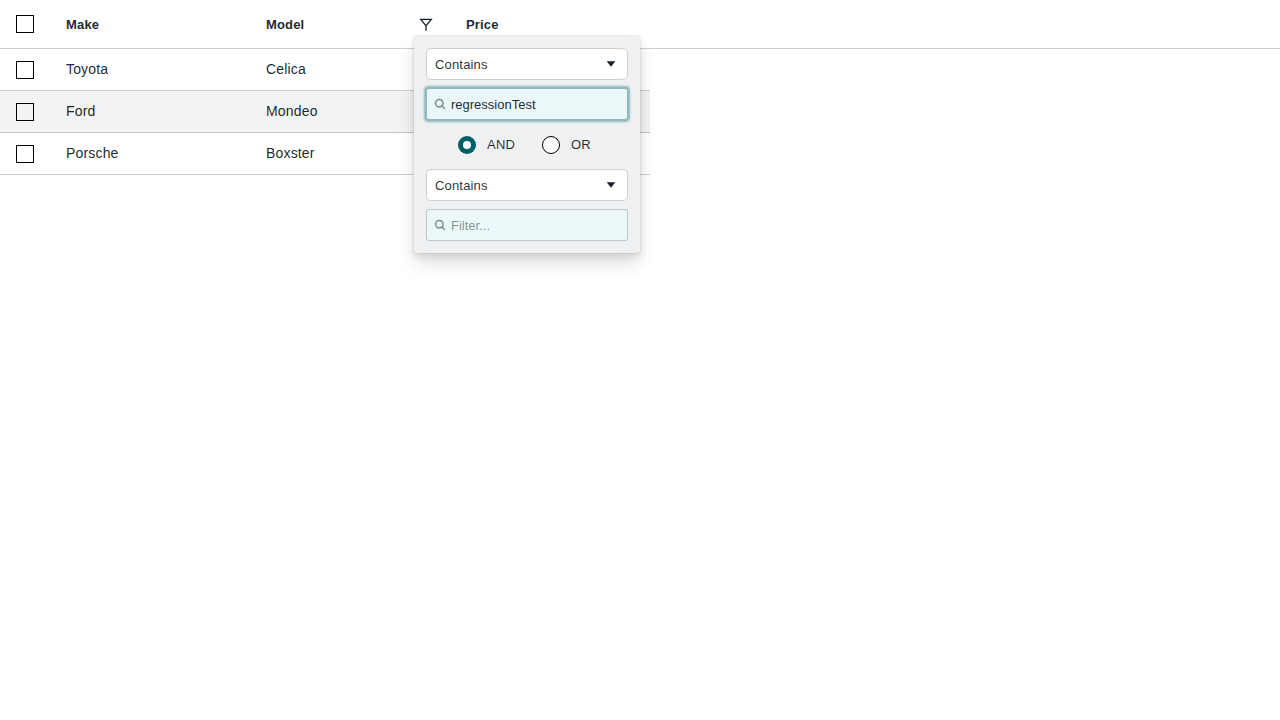 Make Model Price
Toyota Celica
Contains
Ford Mondeo
regressionTest
AND OR
Porsche Boxster
Contains
Filter...